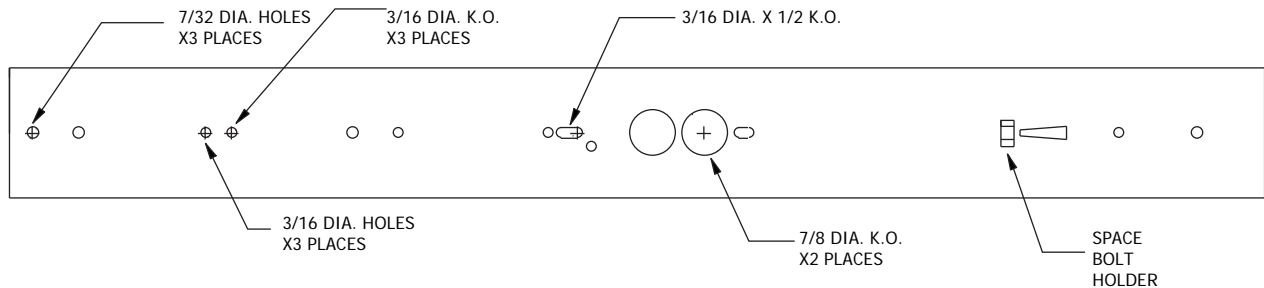 7/32 DIA. HOLES
X3 PLACES
3/16 DIA. K.O.
X3 PLACES
3/16 DIA. X 1/2 K.O.
3/16 DIA. HOLES
X3 PLACES
7/8 DIA. K.O.
X2 PLACES
SPACE
BOLT
HOLDER